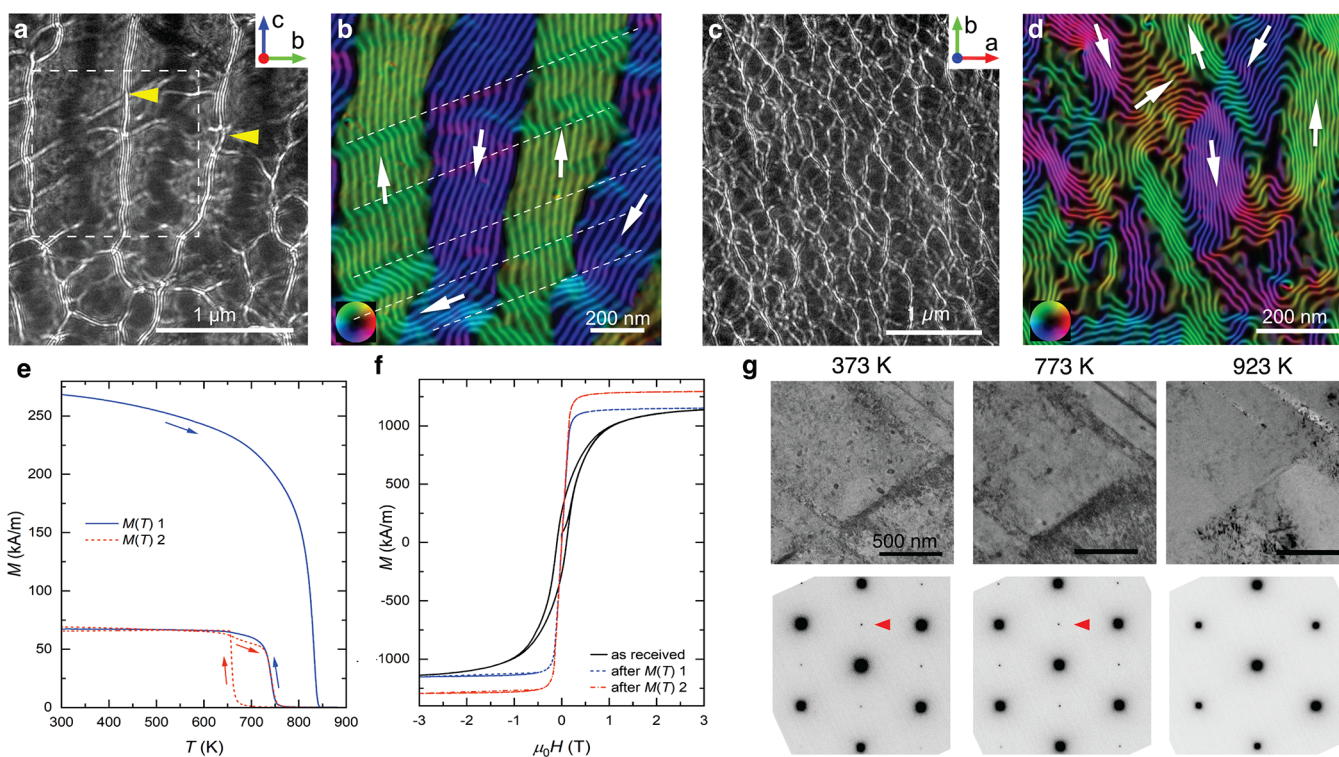 a
c
b
1 µm
b
200 nm
c
b
a
1 µm
d
200 nm
e
M (kA/m)
250
200
150
100
50
0
M(T) 1
M(T) 2
300 400 500 600 700 800 900
T (K)
f
M (kA/m)
1000
500
0
-500
-1000
as received
after M(T) 1
after M(T) 2
-3 -2 -1 0 1 2 3
µ0H (T)
g
373 K 773 K 923 K
500 nm